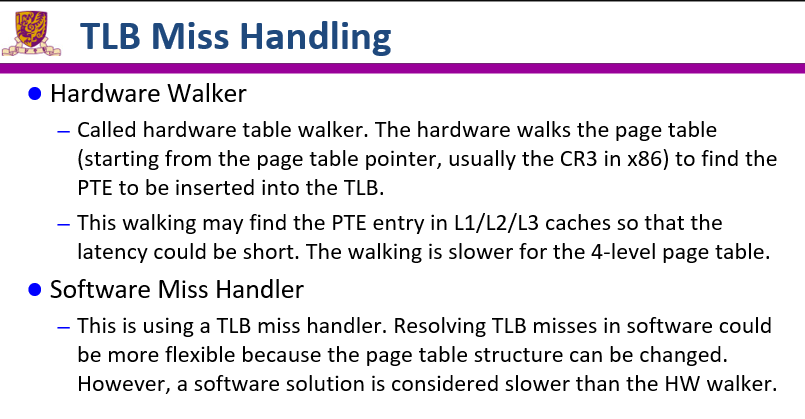 TLB Miss Handling
Hardware Walker
– Called hardware table walker. The hardware walks the page table
(starting from the page table pointer, usually the CR3 in x86) to find the
PTE to be inserted into the TLB.
– This walking may find the PTE entry in L1/L2/L3 caches so that the
latency could be short. The walking is slower for the 4-level page table.
Software Miss Handler
– This is using a TLB miss handler. Resolving TLB misses in software could
be more flexible because the page table structure can be changed.
However, a software solution is considered slower than the HW walker.